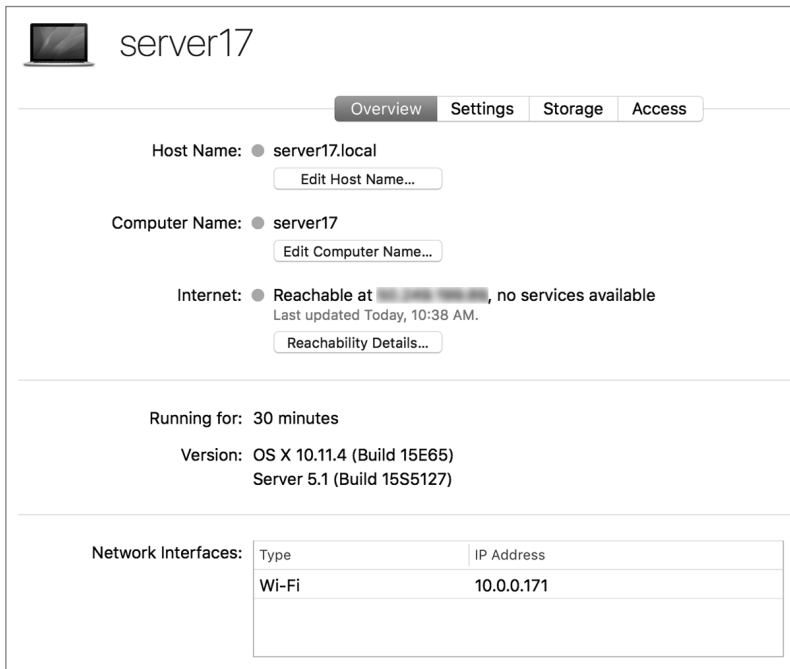 server17
Overview Settings Storage Access
Host Name: server17.local
Edit Host Name...
Computer Name: server17
Edit Computer Name...
Internet: Reachable at , no services available
Last updated Today, 10:38 AM.
Reachability Details...
Running for: 30 minutes
Version: OS X 10.11.4 (Build 15E65)
Server 5.1 (Build 15S5127)
Network Interfaces: Type IP Address
Wi-Fi 10.0.0.171